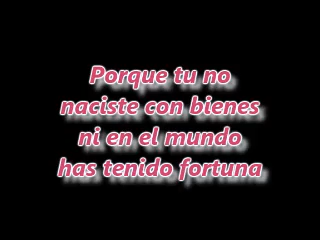 Porque tu no
naciste con bienes
ni en el mundo
has tenido fortuna